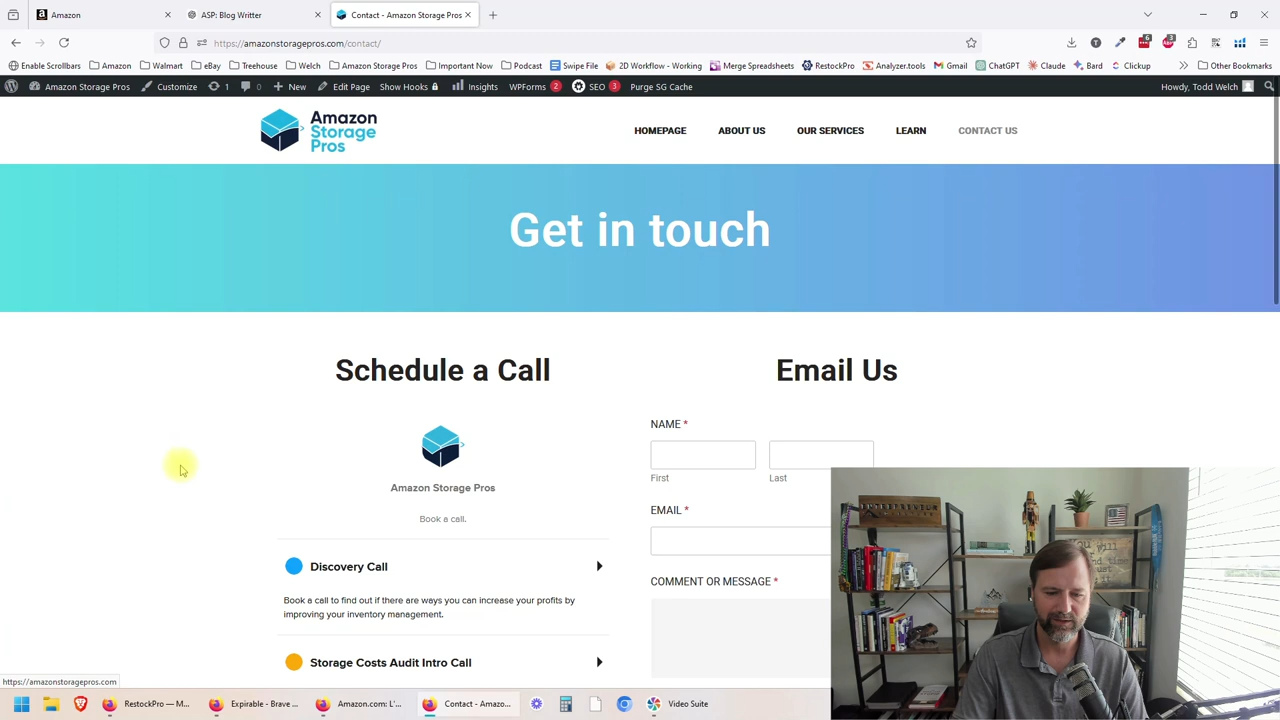 Amazon
ASP: Blog Writter
Contact - Amazon Storage Pros
https://amazonstoragepros.com/contact/
Enable Scrollbars
Amazon
Walmart
eBay
Treehouse
Welch
Amazon Storage Pros
Important Now
Podcast
Swipe File
2D Workflow - Working
Merge Spreadsheets
RestockPro
Analyzer.tools
Gmail
ChatGPT
Claude
Bard
Clickup
Other Bookmarks
Amazon Storage Pros
Customize
1
0
New
Edit Page
Show Hooks
Insights
WPForms 2
SEO 3
Purge SG Cache
Howdy, Todd Welch
Amazon
Storage
Pros
HOMEPAGE
ABOUT US
OUR SERVICES
LEARN
CONTACT US
Get in touch
Schedule a Call
Amazon Storage Pros
Book a call.
Discovery Call
Book a call to find out if there are ways you can increase your profits by
improving your inventory management.
Storage Costs Audit Intro Call
Email Us
NAME *
First
Last
EMAIL *
COMMENT OR MESSAGE *
https://amazonstoragepros.com
RestockPro — M...
Expirable - Brave ...
Amazon.com: L'...
Contact - Amazo...
Video Suite